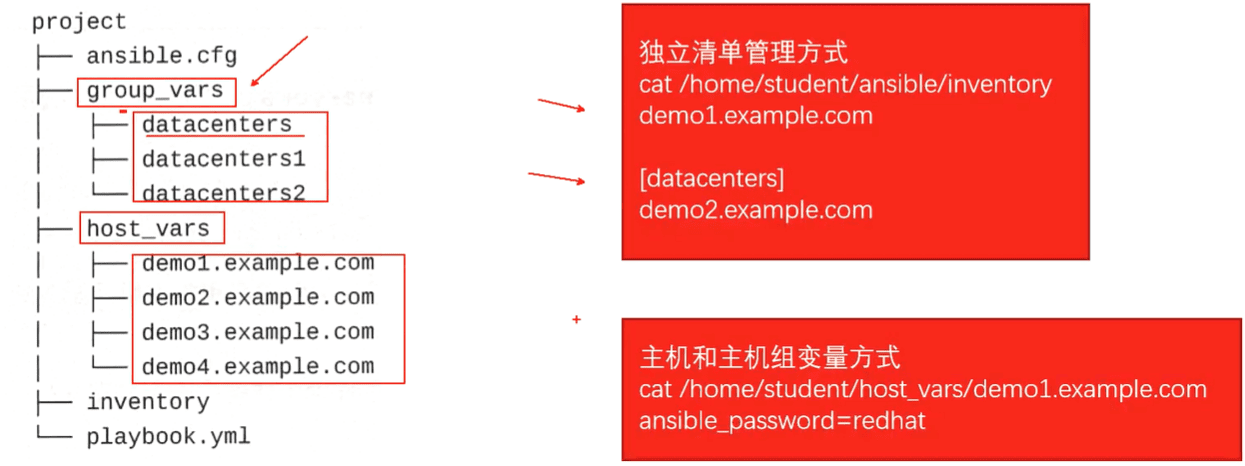 project
├── ansible.cfg
├── group_vars
│   ├── datacenters
│   ├── datacenters1
│   └── datacenters2
├── host_vars
│   ├── demo1.example.com
│   ├── demo2.example.com
│   ├── demo3.example.com
│   └── demo4.example.com
├── inventory
└── playbook.yml
独立清单管理方式
cat /home/student/ansible/inventory
demo1.example.com
[datacenters]
demo2.example.com
主机和主机组变量方式
cat /home/student/host_vars/demo1.example.com
ansible_password=redhat